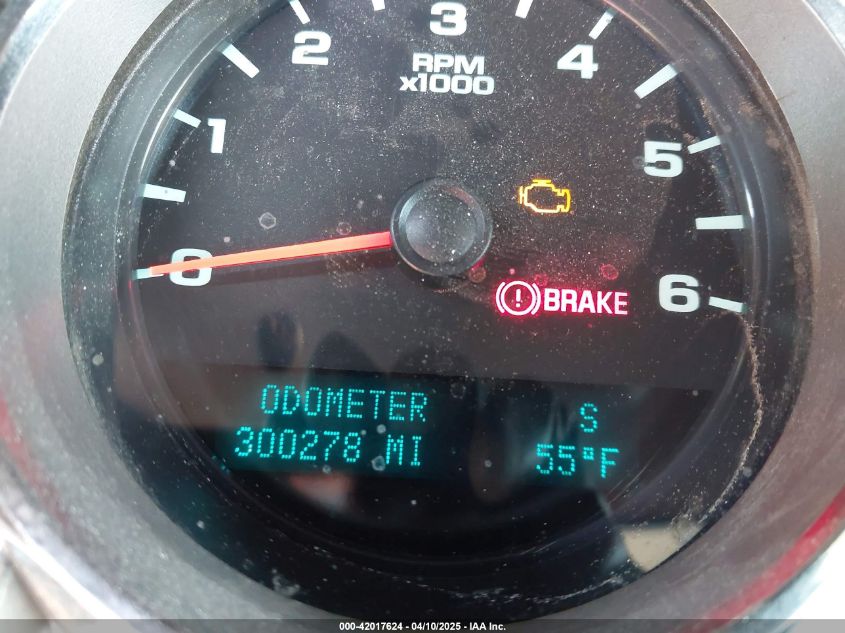 3
2
4
RPM
x1000
1
5
0
6
BRAKE
ODOMETER
S
300278 MI
55°F
000-42017624 - 04/10/2025 - IAA Inc.